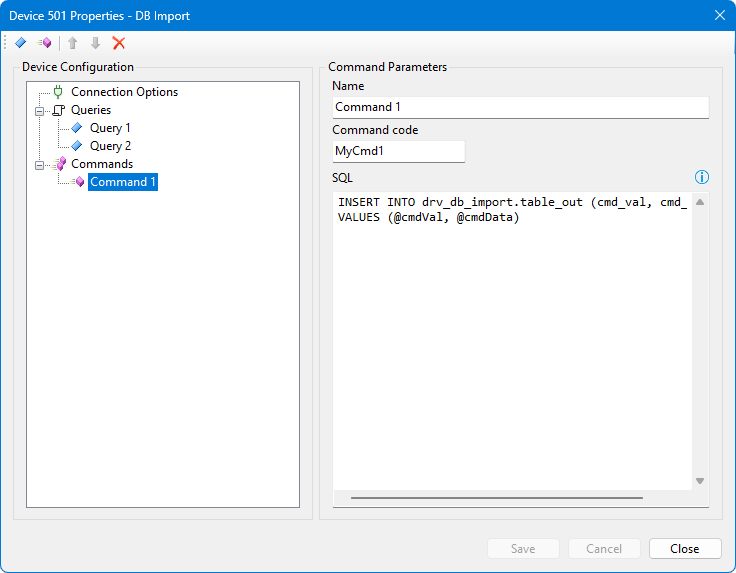 Device 501 Properties - DB Import
Device Configuration
Connection Options
Queries
Query 1
Query 2
Commands
Command 1
Command Parameters
Name
Command 1
Command code
MyCmd1
SQL
INSERT INTO drv_db_import.table_out (cmd_val, cmd_
VALUES (@cmdVal, @cmdData)
Save
Cancel
Close